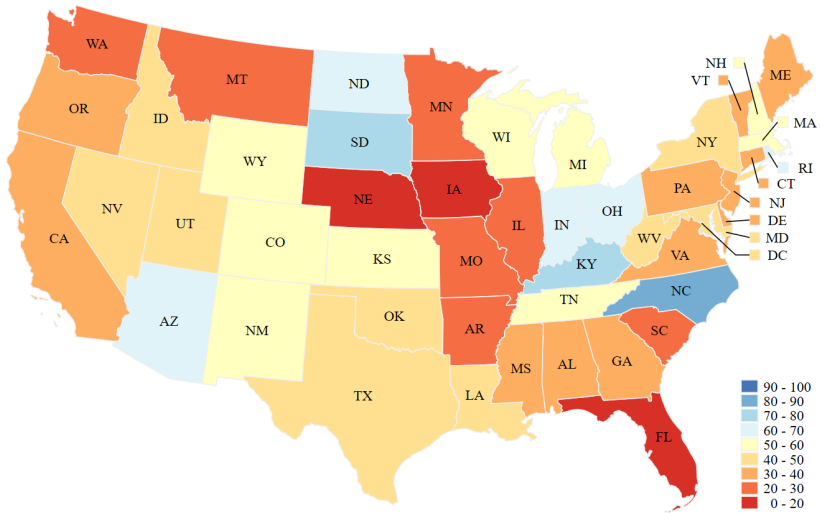 WA
MT
ND
MN
ME
NH
VT
OR
ID
WY
SD
WI
MI
NY
MA
RI
CT
NJ
DE
MD
DC
NV
UT
CO
NE
IA
IL
IN
OH
PA
WV
VA
CA
KS
MO
KY
NC
TN
AZ
NM
OK
AR
SC
TX
LA
MS
AL
GA
FL
90 - 100
80 - 90
70 - 80
60 - 70
50 - 60
40 - 50
30 - 40
20 - 30
0 - 20